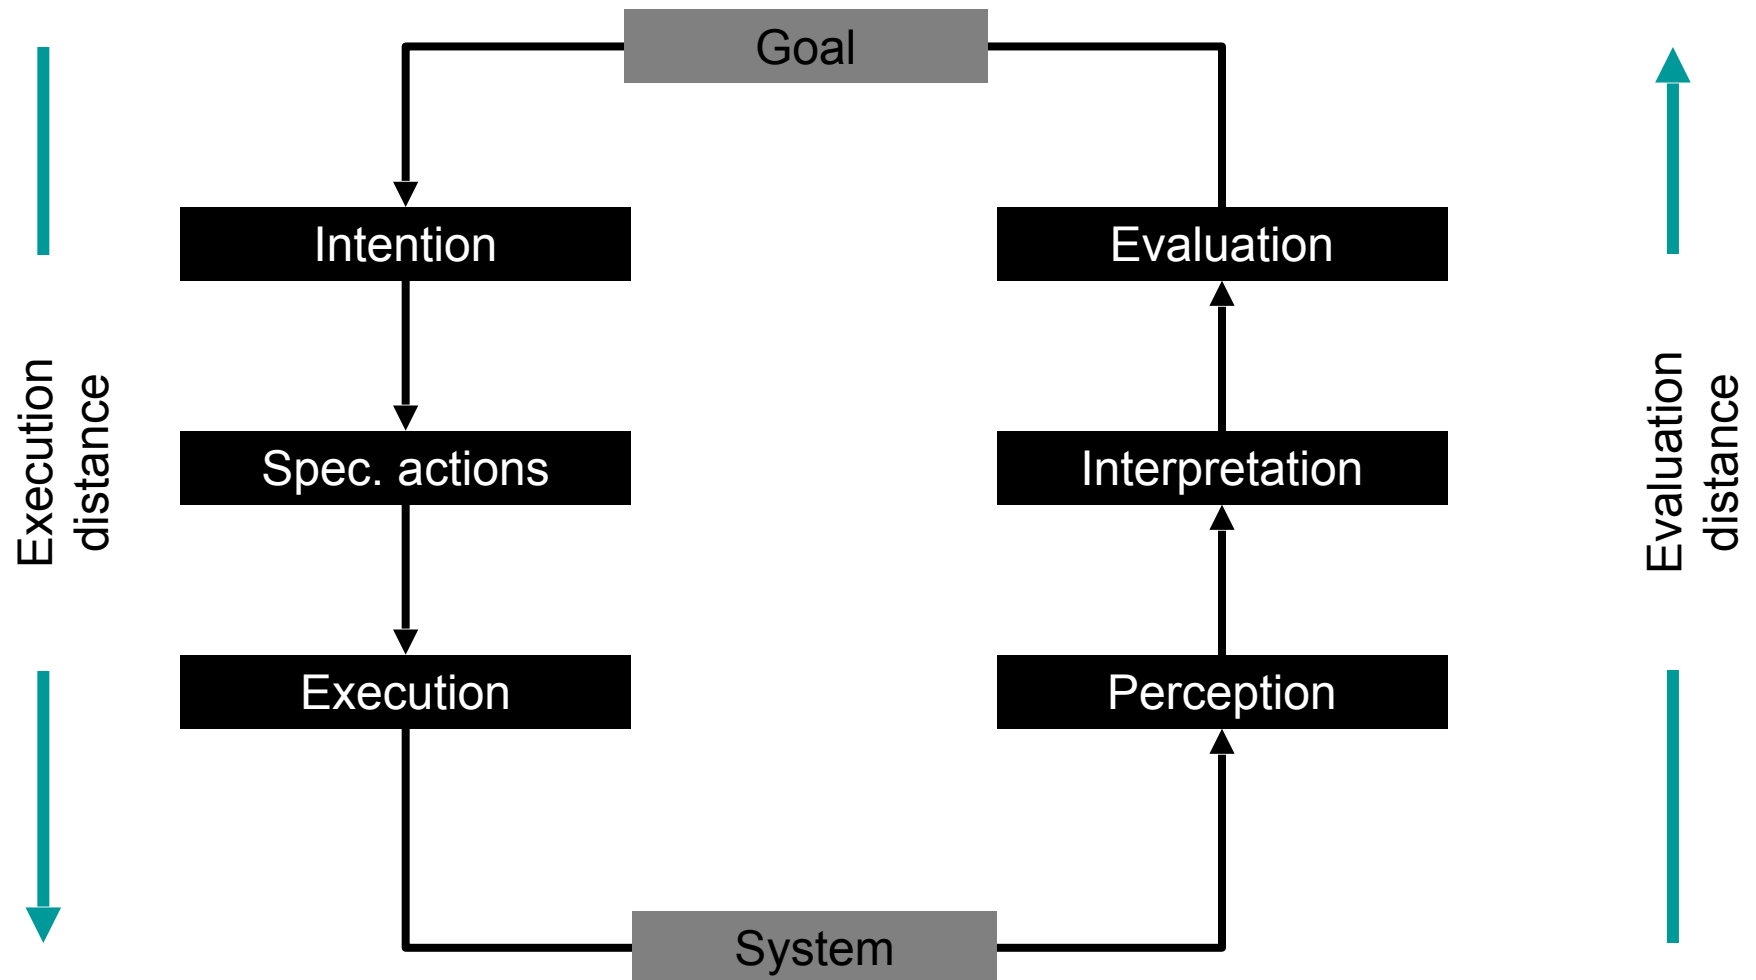 Goal
Intention
Evaluation
Execution
distance
Spec. actions
Interpretation
Evaluation
distance
Execution
Perception
System